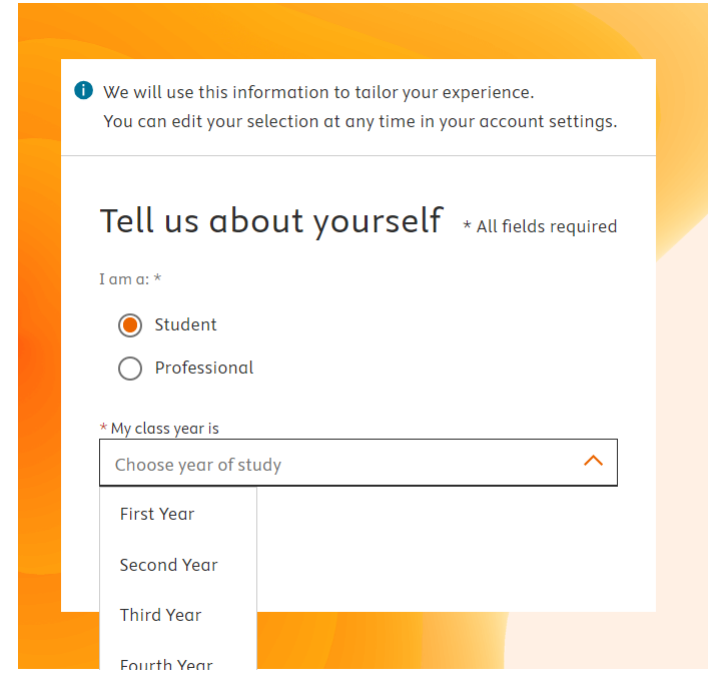 We will use this information to tailor your experience.
You can edit your selection at any time in your account settings.
Tell us about yourself * All fields required
I am a: *
Student
Professional
* My class year is
Choose year of study
First Year
Second Year
Third Year
Fourth Year